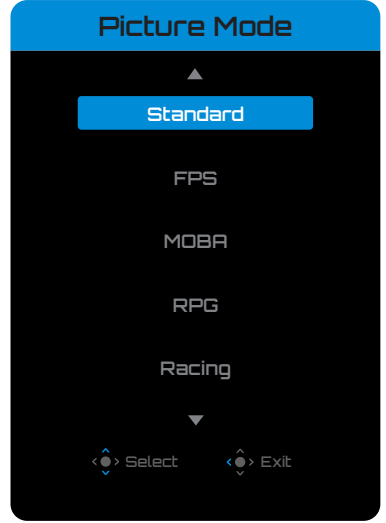 Picture Mode
Standard
FPS
MOBA
RPG
Racing
Select Exit